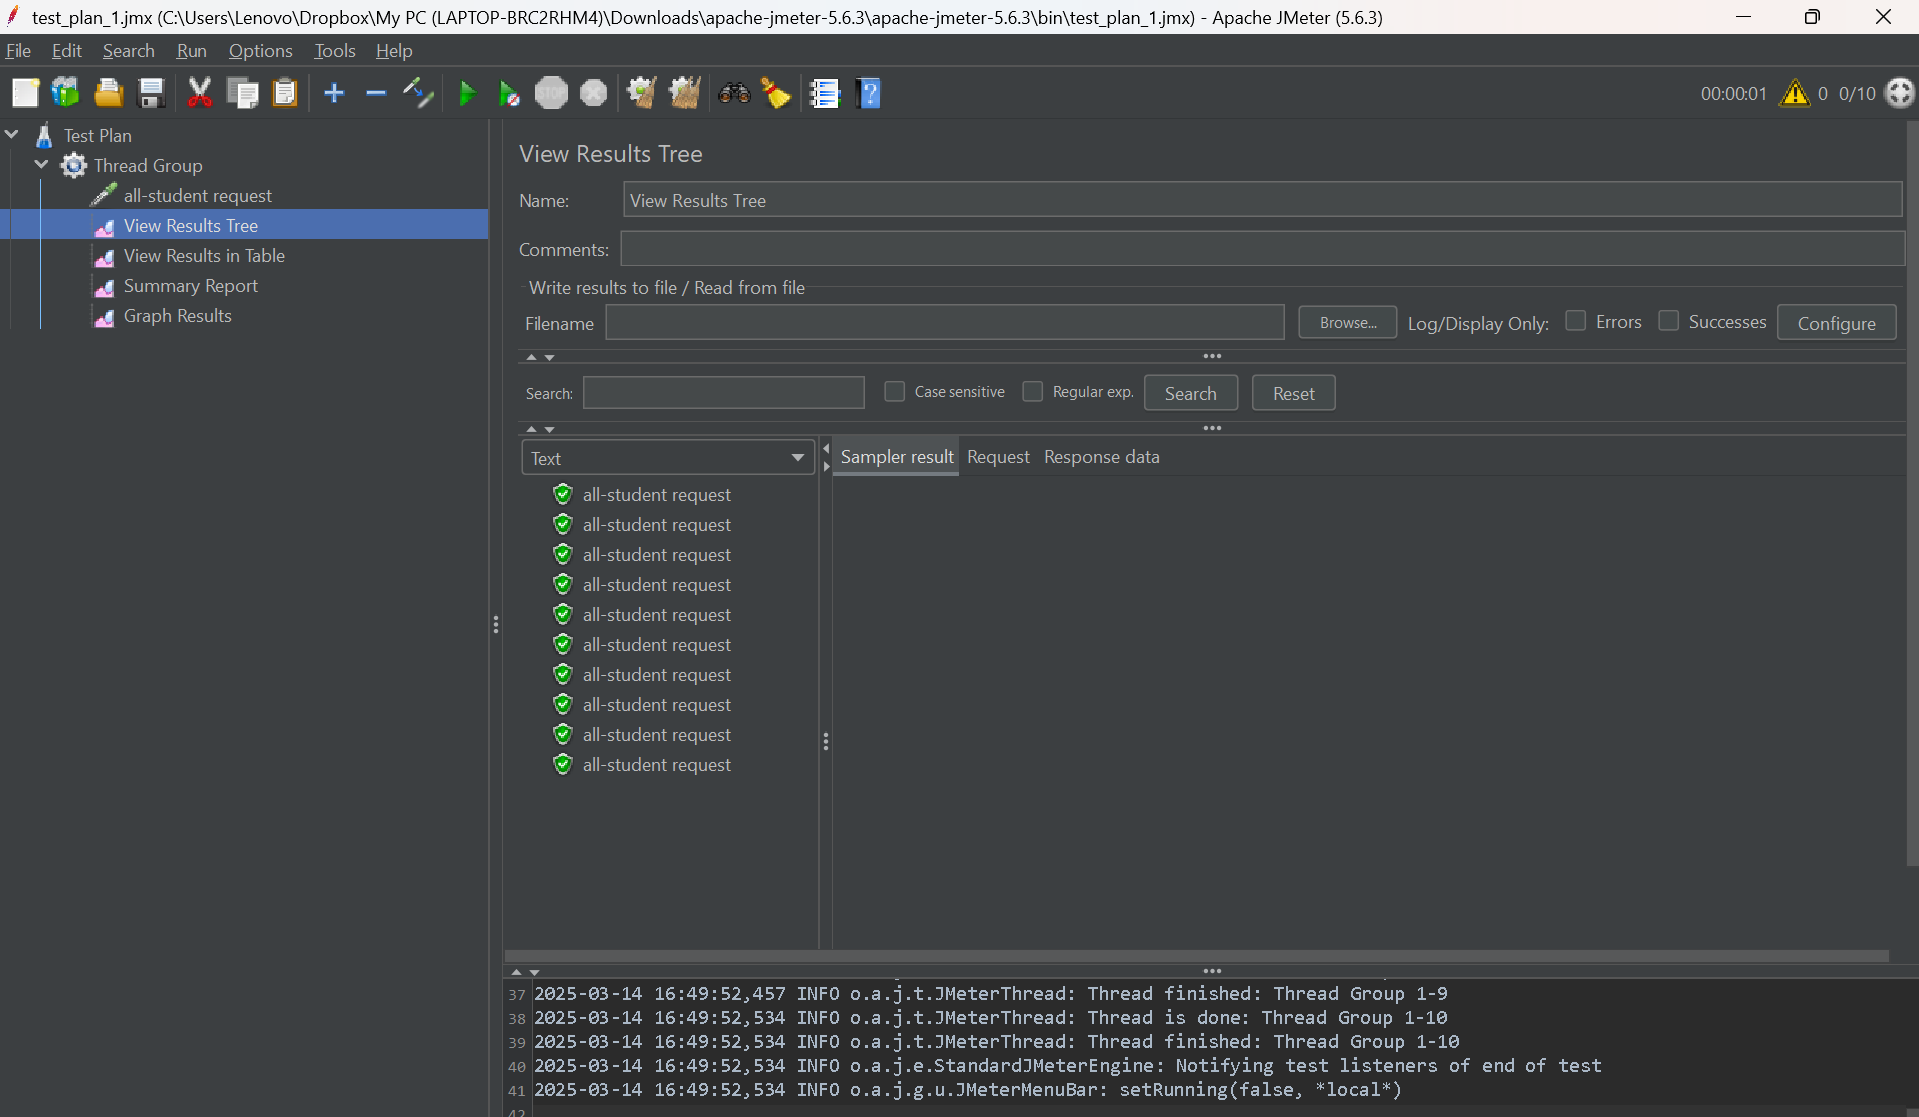 test_plan_1.jmx (C:\Users\Lenovo\Dropbox\My PC (LAPTOP-BRC2RHM4)\Downloads\apache-jmeter-5.6.3\apache-jmeter-5.6.3\bin\test_plan_1.jmx) - Apache JMeter (5.6.3)
File Edit Search Run Options Tools Help
STOP
00:00:01 0 0/10
Test Plan
Thread Group
all-student request
View Results Tree
View Results in Table
Summary Report
Graph Results
View Results Tree
Name: View Results Tree
Comments:
Write results to file / Read from file
Filename Browse... Log/Display Only: Errors Successes Configure
Search: Case sensitive Regular exp. Search Reset
Text
Sampler result Request Response data
all-student request
all-student request
all-student request
all-student request
all-student request
all-student request
all-student request
all-student request
all-student request
all-student request
37 2025-03-14 16:49:52,457 INFO o.a.j.t.JMeterThread: Thread finished: Thread Group 1-9
38 2025-03-14 16:49:52,534 INFO o.a.j.t.JMeterThread: Thread is done: Thread Group 1-10
39 2025-03-14 16:49:52,534 INFO o.a.j.t.JMeterThread: Thread finished: Thread Group 1-10
40 2025-03-14 16:49:52,534 INFO o.a.j.e.StandardJMeterEngine: Notifying test listeners of end of test
41 2025-03-14 16:49:52,534 INFO o.a.j.g.u.JMeterMenuBar: setRunning(false, *local*)
42